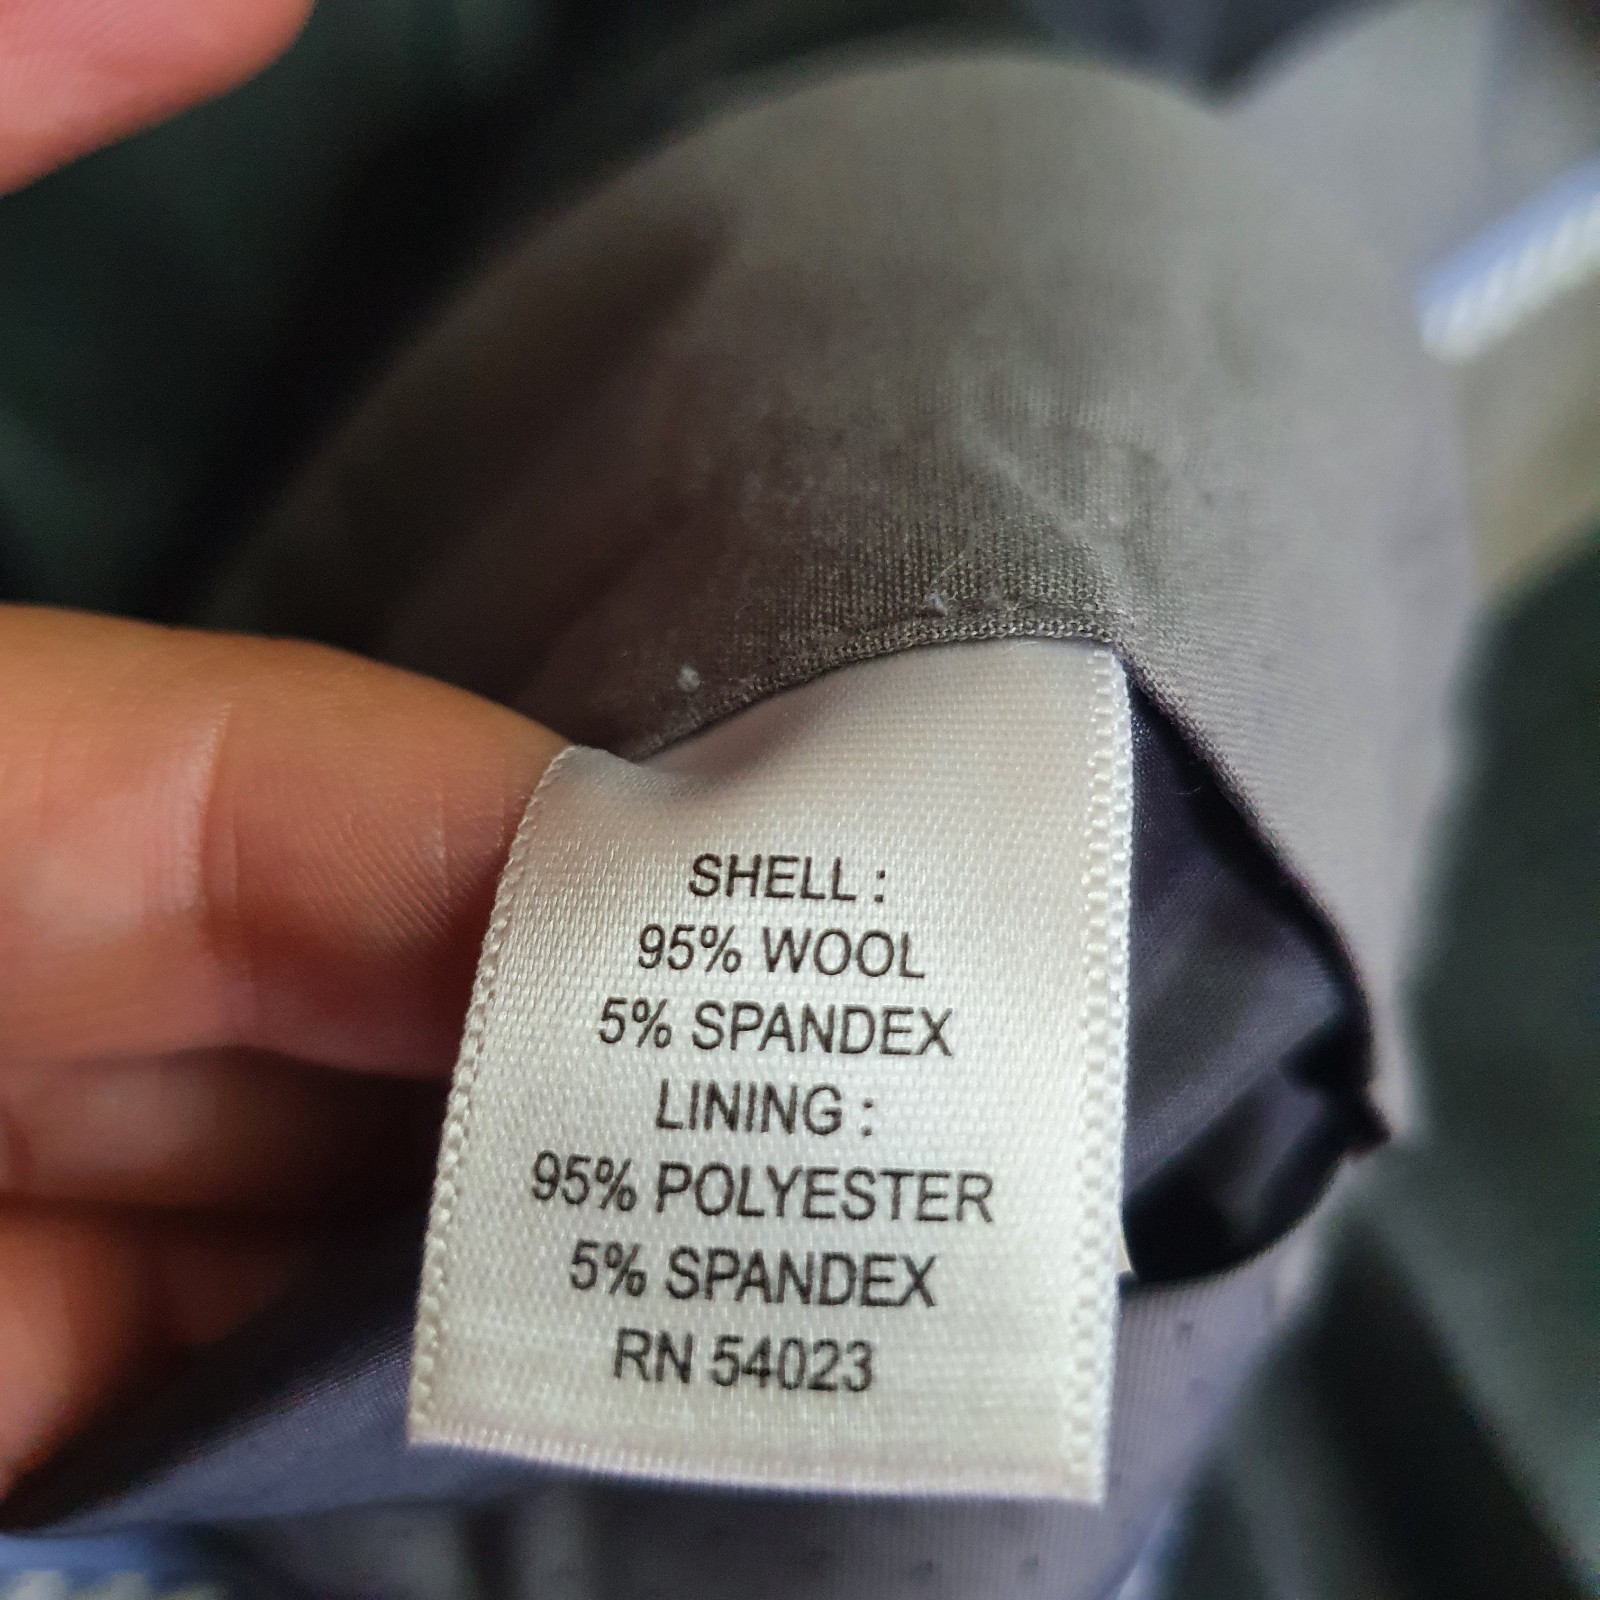 SHELL :
95% WOOL
5% SPANDEX
LINING :
95% POLYESTER
5% SPANDEX
RN 54023